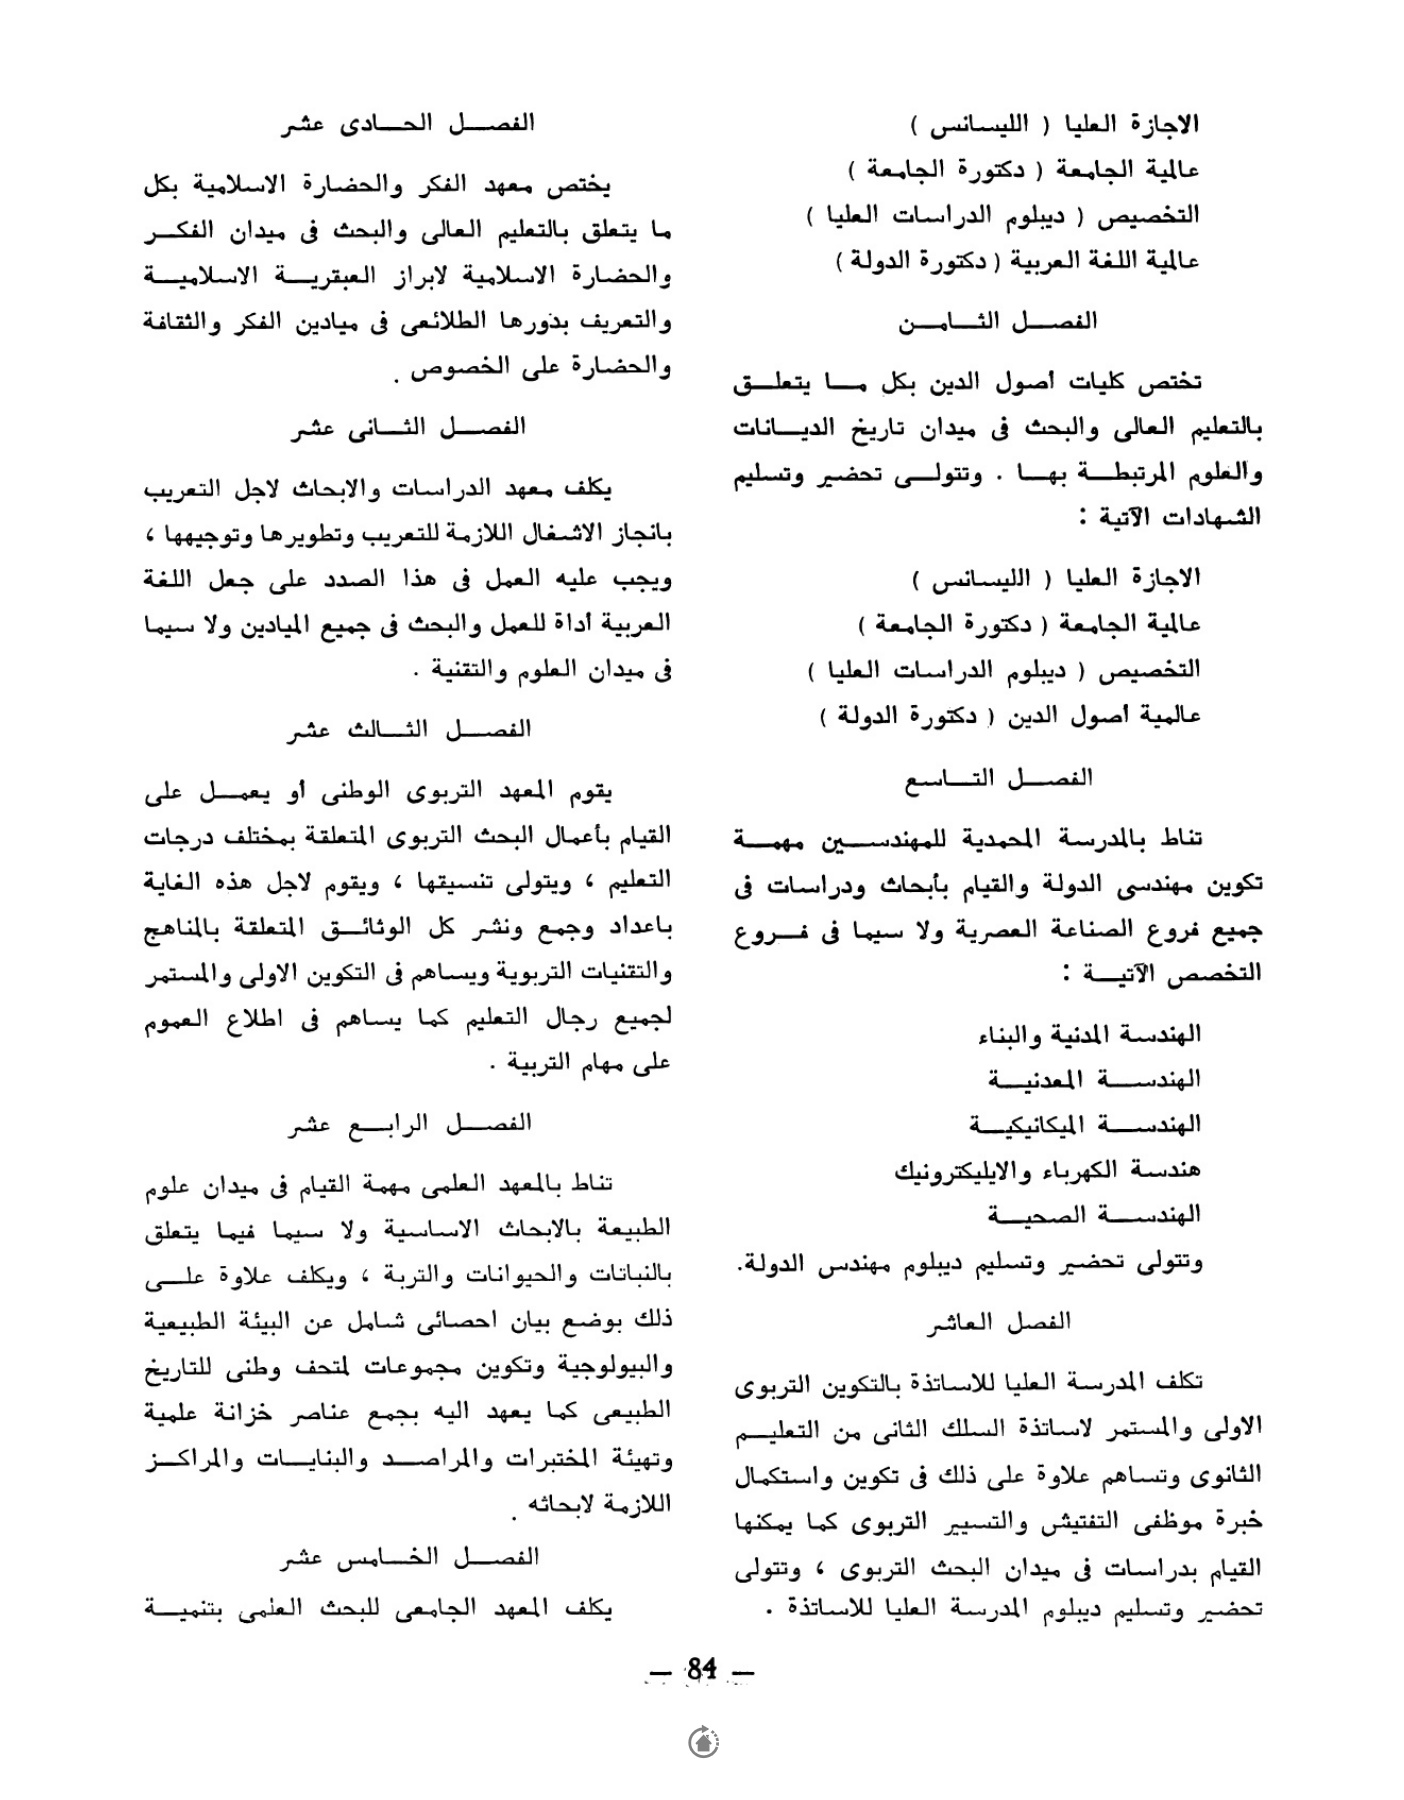 الاجازة العليا ( الليسانس )
عالمية الجامعة ( دكتورة الجامعة )
التخصيص ( ديبلوم الدراسات العليا )
عالمية اللغة العربية ( دكتورة الدولة )
الفصل الثامن
تختص كليات أصول الدين بكل ما يتعلق
بالتعليم العالى والبحث فى ميدان تاريخ الديانات
والعلوم المرتبطة بها . وتتولى تحضير وتسليم
الشهادات الآتية :
الاجازة العليا ( الليسانس )
عالمية الجامعة ( دكتورة الجامعة )
التخصيص ( ديبلوم الدراسات العليا )
عالمية أصول الدين ( دكتورة الدولة )
الفصل التاسع
تناط بالمدرسة المحمدية للمهندسين مهمة
تكوين مهندسى الدولة والقيام بأبحاث ودراسات فى
جميع فروع الصناعة العصرية ولا سيما فى فروع
التخصص الآتية :
الهندسة المدنية والبناء
الهندسة المعدنية
الهندسة الميكانيكية
هندسة الكهرباء والايليكترونيك
الهندسة الصحية
وتتولى تحضير وتسليم ديبلوم مهندس الدولة.
الفصل العاشر
تكلف المدرسة العليا للاساتذة بالتكوين التربوى
الاولى والمستمر لاساتذة السلك الثانى من التعليم
الثانوى وتساهم علاوة على ذلك فى تكوين واستكمال
خبرة موظفى التفتيش والتسيير التربوى كما يمكنها
القيام بدراسات فى ميدان البحث التربوى ، وتتولى
تحضير وتسليم ديبلوم المدرسة العليا للاساتذة .
الفصل الحادى عشر
يختص معهد الفكر والحضارة الاسلامية بكل
ما يتعلق بالتعليم العالى والبحث فى ميدان الفكر
والحضارة الاسلامية لابراز العبقرية الاسلامية
والتعريف بدورها الطلائعى فى ميادين الفكر والثقافة
والحضارة على الخصوص .
الفصل الثانى عشر
يكلف معهد الدراسات والابحاث لاجل التعريب
بانجاز الاشغال اللازمة للتعريب وتطويرها وتوجيهها ،
ويجب عليه العمل فى هذا الصدد على جعل اللغة
العربية أداة للعمل والبحث فى جميع الميادين ولا سيما
فى ميدان العلوم والتقنية .
الفصل الثالث عشر
يقوم المعهد التربوى الوطنى أو يعمل على
القيام بأعمال البحث التربوى المتعلقة بمختلف درجات
التعليم ، ويتولى تنسيقها ، ويقوم لاجل هذه الغاية
باعداد وجمع ونشر كل الوثائق المتعلقة بالمناهج
والتقنيات التربوية ويساهم فى التكوين الاولى والمستمر
لجميع رجال التعليم كما يساهم فى اطلاع العموم
على مهام التربية .
الفصل الرابع عشر
تناط بالمعهد العلمى مهمة القيام فى ميدان علوم
الطبيعة بالابحاث الاساسية ولا سيما فيما يتعلق
بالنباتات والحيوانات والتربة ، ويكلف علاوة على
ذلك بوضع بيان احصائى شامل عن البيئة الطبيعية
والبيولوجية وتكوين مجموعات لمتحف وطنى للتاريخ
الطبيعى كما يعهد اليه بجمع عناصر خزانة علمية
وتهيئة المختبرات والمراصد والبنايات والمراكز
اللازمة لابحاثه .
الفصل الخامس عشر
يكلف المعهد الجامعى للبحث العلمى بتنمية
— 84 —